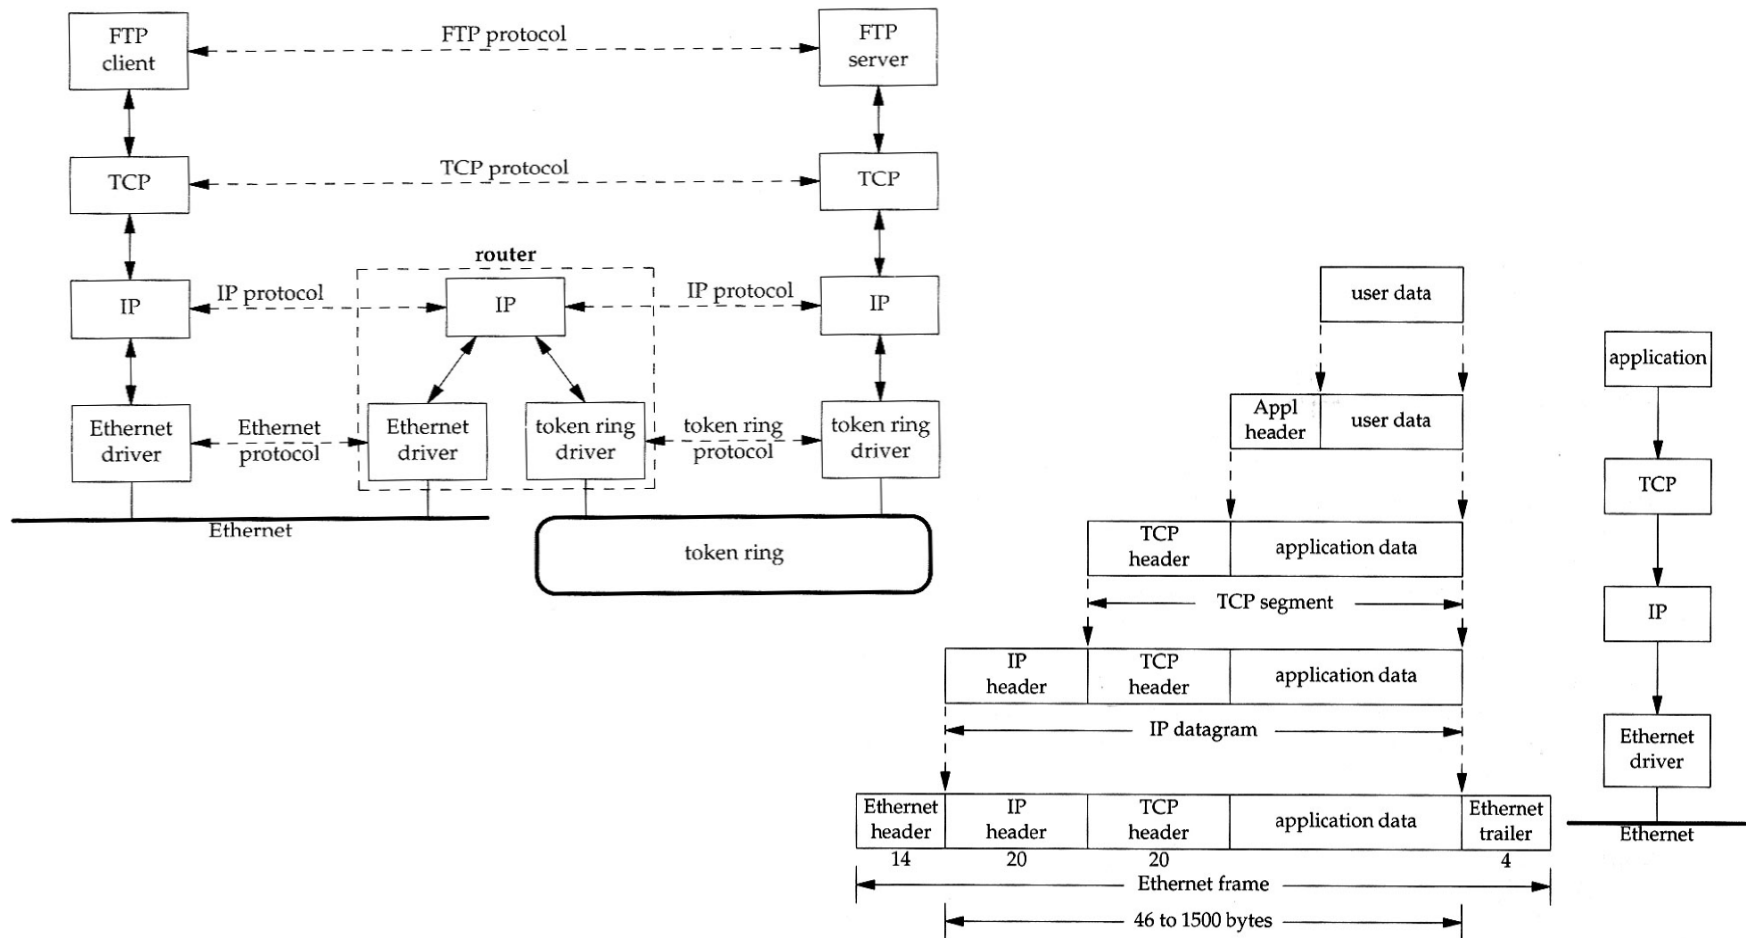 FTP
client
FTP protocol
FTP
server
TCP
TCP protocol
TCP
router
IP
IP protocol
IP
IP protocol
IP
Ethernet
driver
Ethernet
protocol
Ethernet
driver
token ring
driver
token ring
protocol
token ring
driver
Ethernet
token ring
user data
Appl
header
user data
TCP
header
application data
TCP segment
IP
header
TCP
header
application data
IP datagram
Ethernet
header
IP
header
TCP
header
application data
Ethernet
trailer
14
20
20
4
Ethernet frame
46 to 1500 bytes
application
TCP
IP
Ethernet
driver
Ethernet